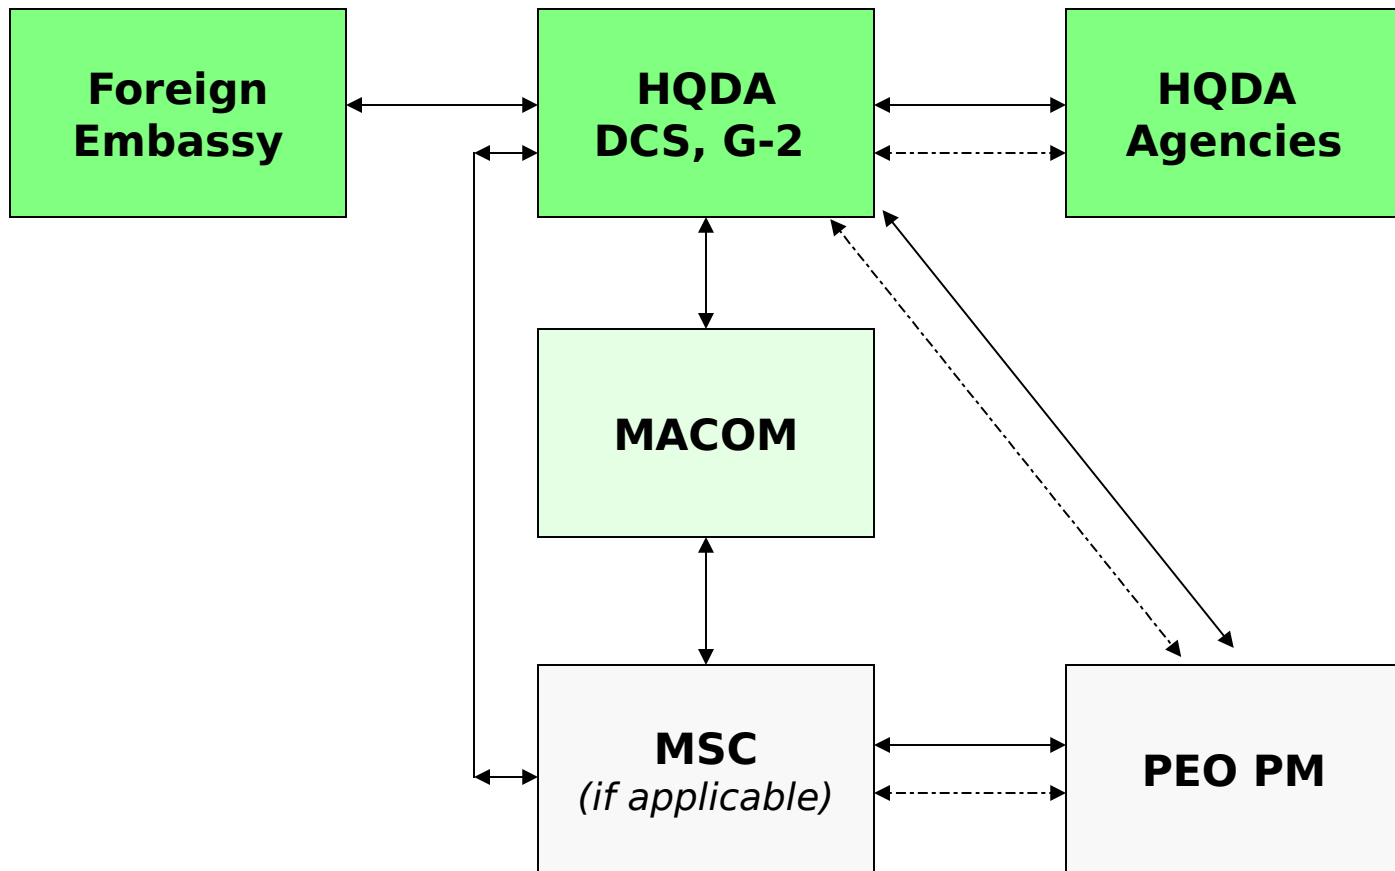 Foreign
Embassy
HQDA
DCS, G-2
HQDA
Agencies
MACOM
MSC
(if applicable)
PEO PM